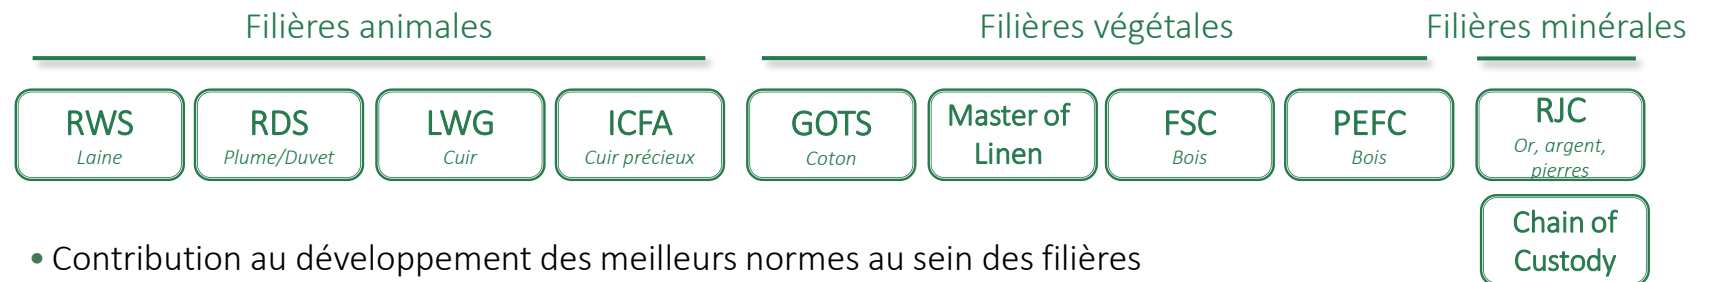 Filières animales
RWS
Laine
RDS
Plume/Duvet
LWG
Cuir
ICFA
Cuir précieux
Filières végétales
GOTS
Coton
Master of
Linen
FSC
Bois
PEFC
Bois
Filières minérales
RJC
Or, argent,
pierres
Chain of
Custody
• Contribution au développement des meilleurs normes au sein des filières